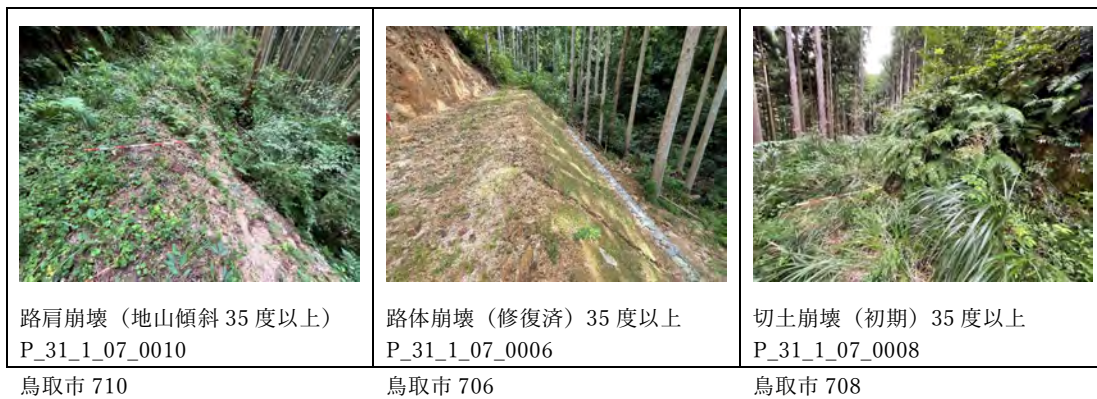 路肩崩壊（地山傾斜 35 度以上）
P_31_1_07_0010
鳥取市 710
路体崩壊（修復済）35 度以上
P_31_1_07_0006
鳥取市 706
切土崩壊（初期）35 度以上
P_31_1_07_0008
鳥取市 708